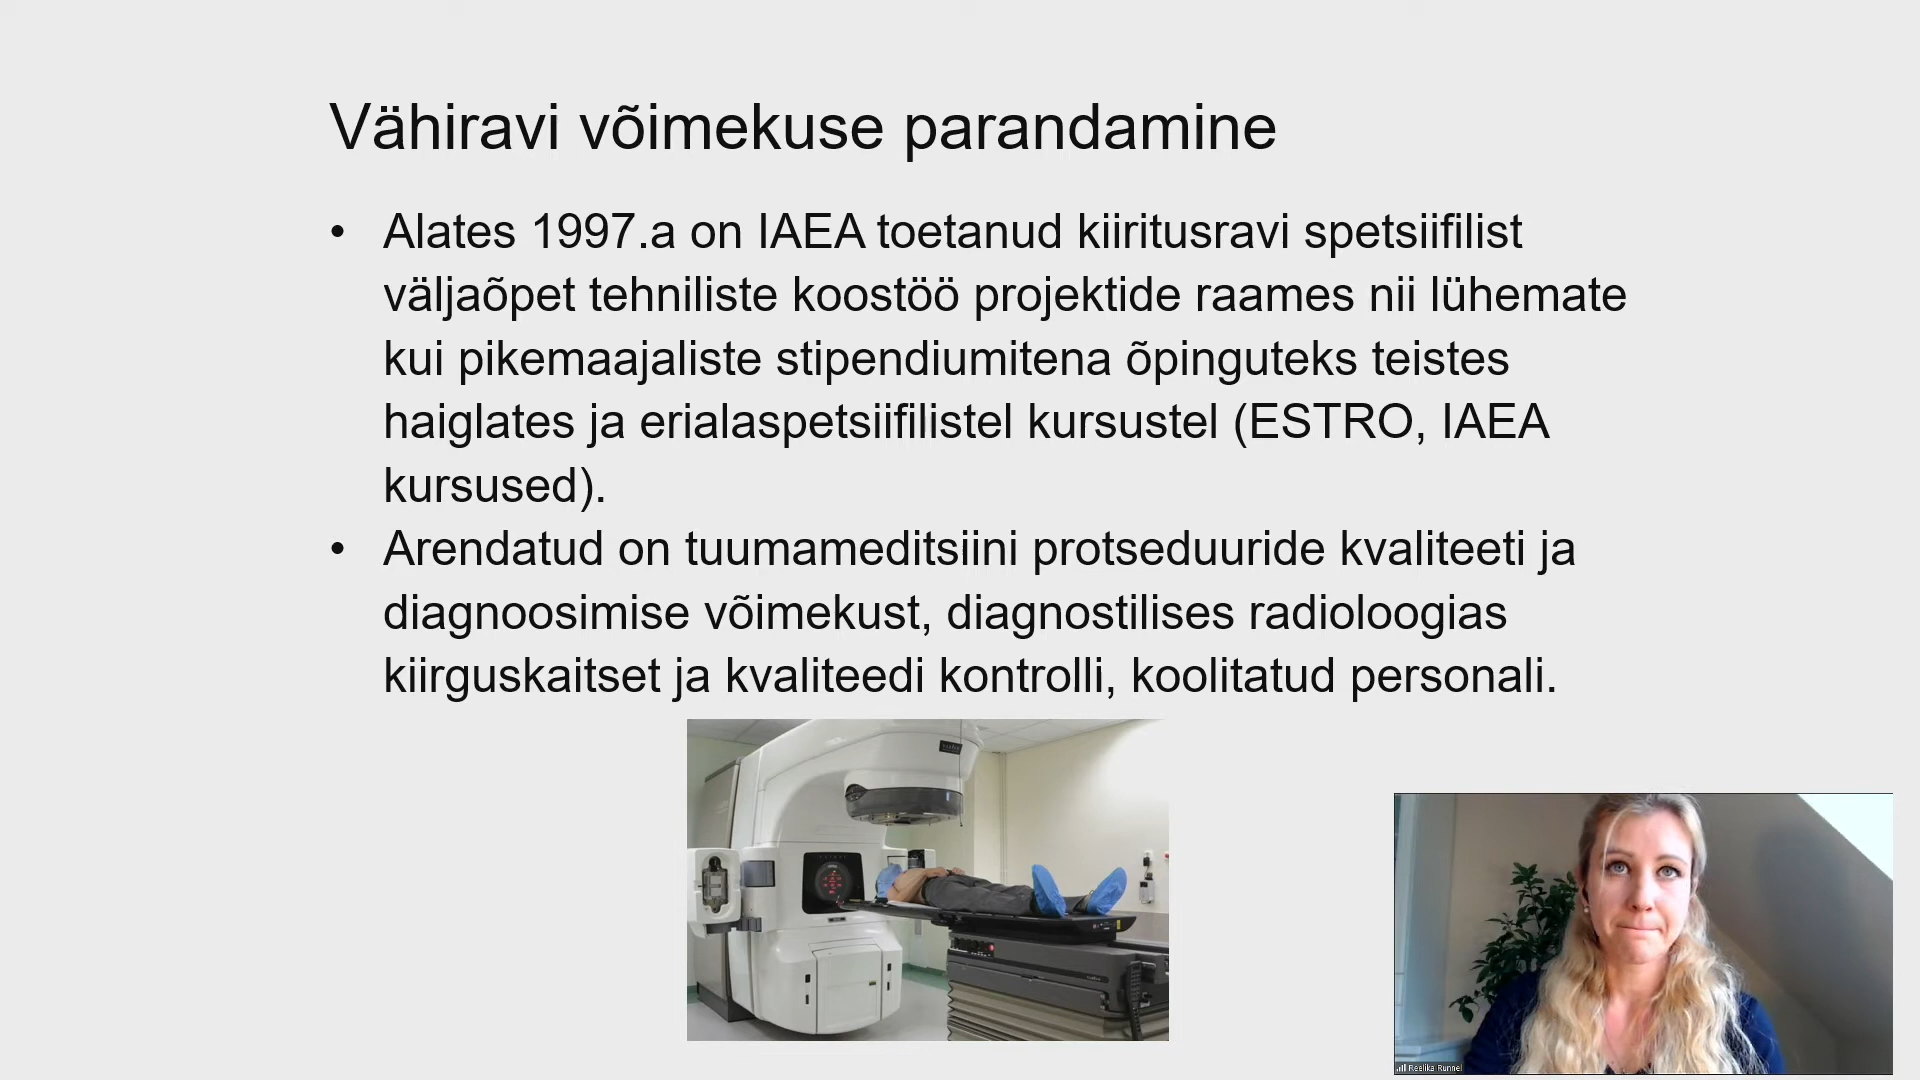 Vähiravi võimekuse parandamine
• Alates 1997.a on IAEA toetanud kiiritusravi spetsiifilist
väljaõpet tehniliste koostöö projektide raames nii lühemate
kui pikemaajaliste stipendiumitena õpinguteks teistes
haiglates ja erialaspetsiifilistel kursustel (ESTRO, IAEA
kursused).
• Arendatud on tuumameditsiini protseduuride kvaliteeti ja
diagnoosimise võimekust, diagnostilises radioloogias
kiirguskaitset ja kvaliteedi kontrolli, koolitatud personali.
Reelika Runnel